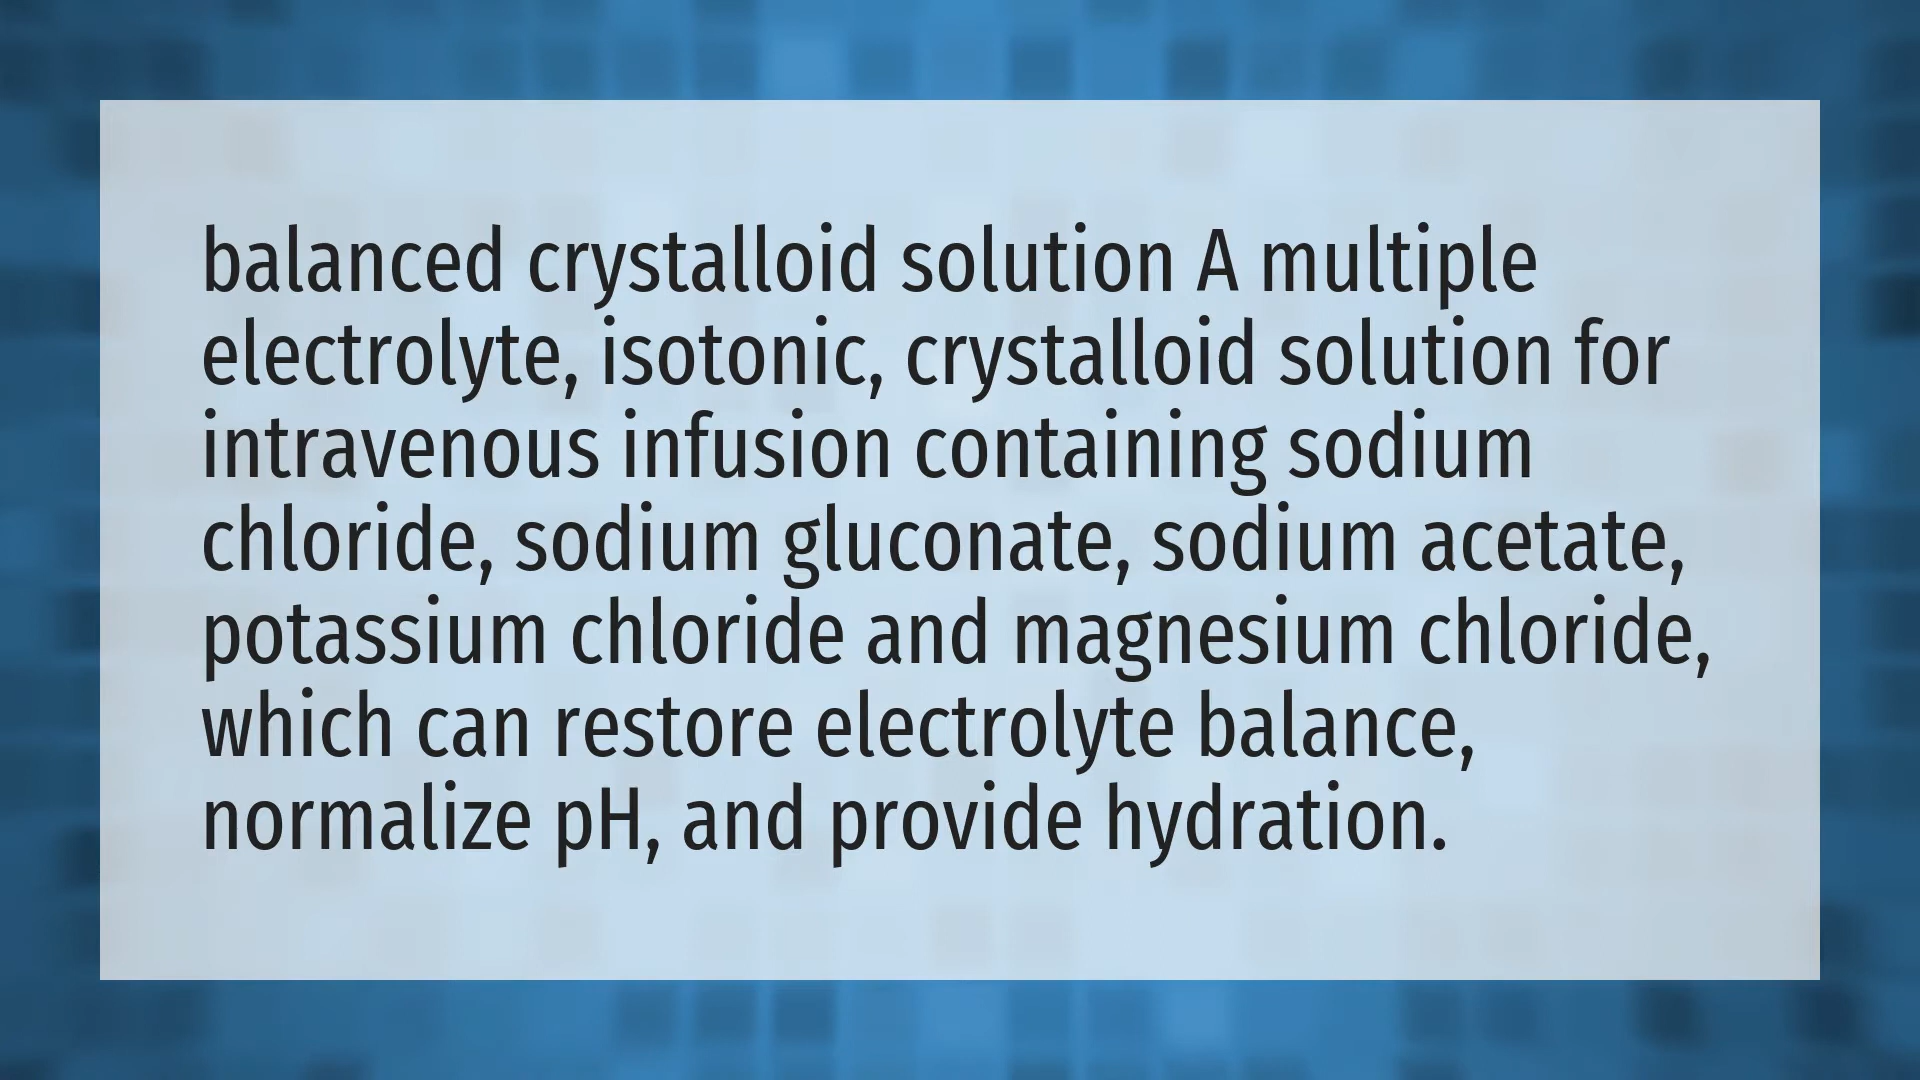 balanced crystalloid solution A multiple
electrolyte, isotonic, crystalloid solution for
intravenous infusion containing sodium
chloride, sodium gluconate, sodium acetate,
potassium chloride and magnesium chloride,
which can restore electrolyte balance,
normalize pH, and provide hydration.